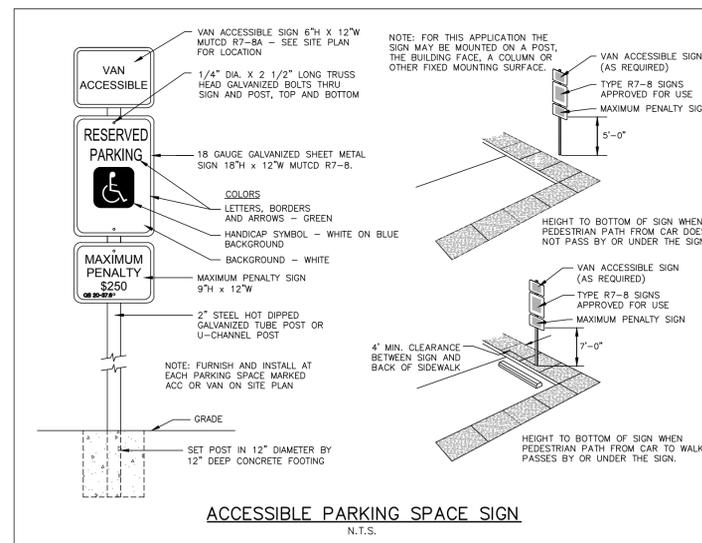 VAN ACCESSIBLE SIGN 6"H X 12"W
MUTCD R7-8A – SEE SITE PLAN
FOR LOCATION
VAN
ACCESSIBLE
1/4" DIA. X 2 1/2" LONG TRUSS
HEAD GALVANIZED BOLTS THRU
SIGN AND POST, TOP AND BOTTOM
RESERVED
PARKING
18 GAUGE GALVANIZED SHEET METAL
SIGN 18"H x 12"W MUTCD R7-8.
COLORS
LETTERS, BORDERS
AND ARROWS – GREEN
HANDICAP SYMBOL – WHITE ON BLUE
BACKGROUND
BACKGROUND – WHITE
MAXIMUM
PENALTY
$250
MAXIMUM PENALTY SIGN
9"H x 12"W
2" STEEL HOT DIPPED
GALVANIZED TUBE POST OR
U-CHANNEL POST
NOTE: FURNISH AND INSTALL AT
EACH PARKING SPACE MARKED
ACC OR VAN ON SITE PLAN
GRADE
SET POST IN 12" DIAMETER BY
12" DEEP CONCRETE FOOTING
NOTE: FOR THIS APPLICATION THE
SIGN MAY BE MOUNTED ON A POST,
THE BUILDING FACE, A COLUMN OR
OTHER FIXED MOUNTING SURFACE.
VAN ACCESSIBLE SIGN
(AS REQUIRED)
TYPE R7-8 SIGNS
APPROVED FOR USE
MAXIMUM PENALTY SIG
5'-0"
HEIGHT TO BOTTOM OF SIGN WHEN
PEDESTRIAN PATH FROM CAR DOES
NOT PASS BY OR UNDER THE SIGN
VAN ACCESSIBLE SIGN
(AS REQUIRED)
TYPE R7-8 SIGNS
APPROVED FOR USE
MAXIMUM PENALTY SIGN
7'-0"
4' MIN. CLEARANCE
BETWEEN SIGN AND
BACK OF SIDEWALK
HEIGHT TO BOTTOM OF SIGN WHEN
PEDESTRIAN PATH FROM CAR TO WALK
PASSES BY OR UNDER THE SIGN.
ACCESSIBLE PARKING SPACE SIGN
N.T.S.